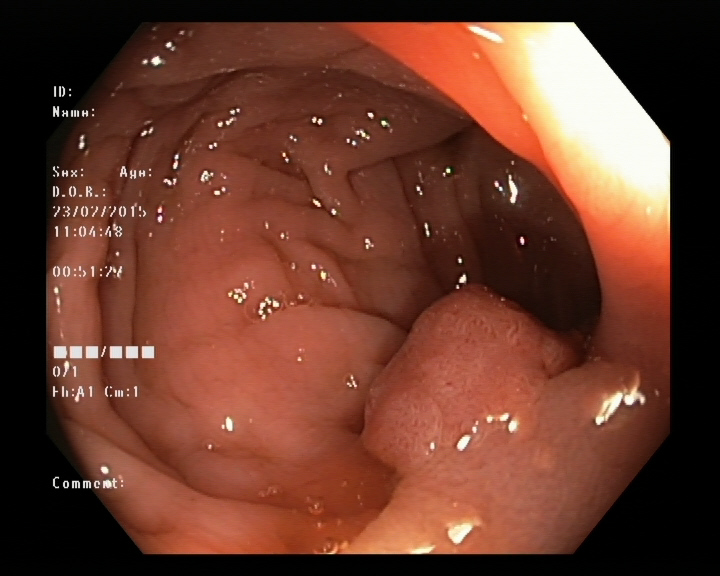 ID:
Name:
Sex: Age:
D.O.B.:
23/02/2015
11:04:48
00:51:24
■■■/■■■
0/1
Eh:A1 Cm:1
Comment: